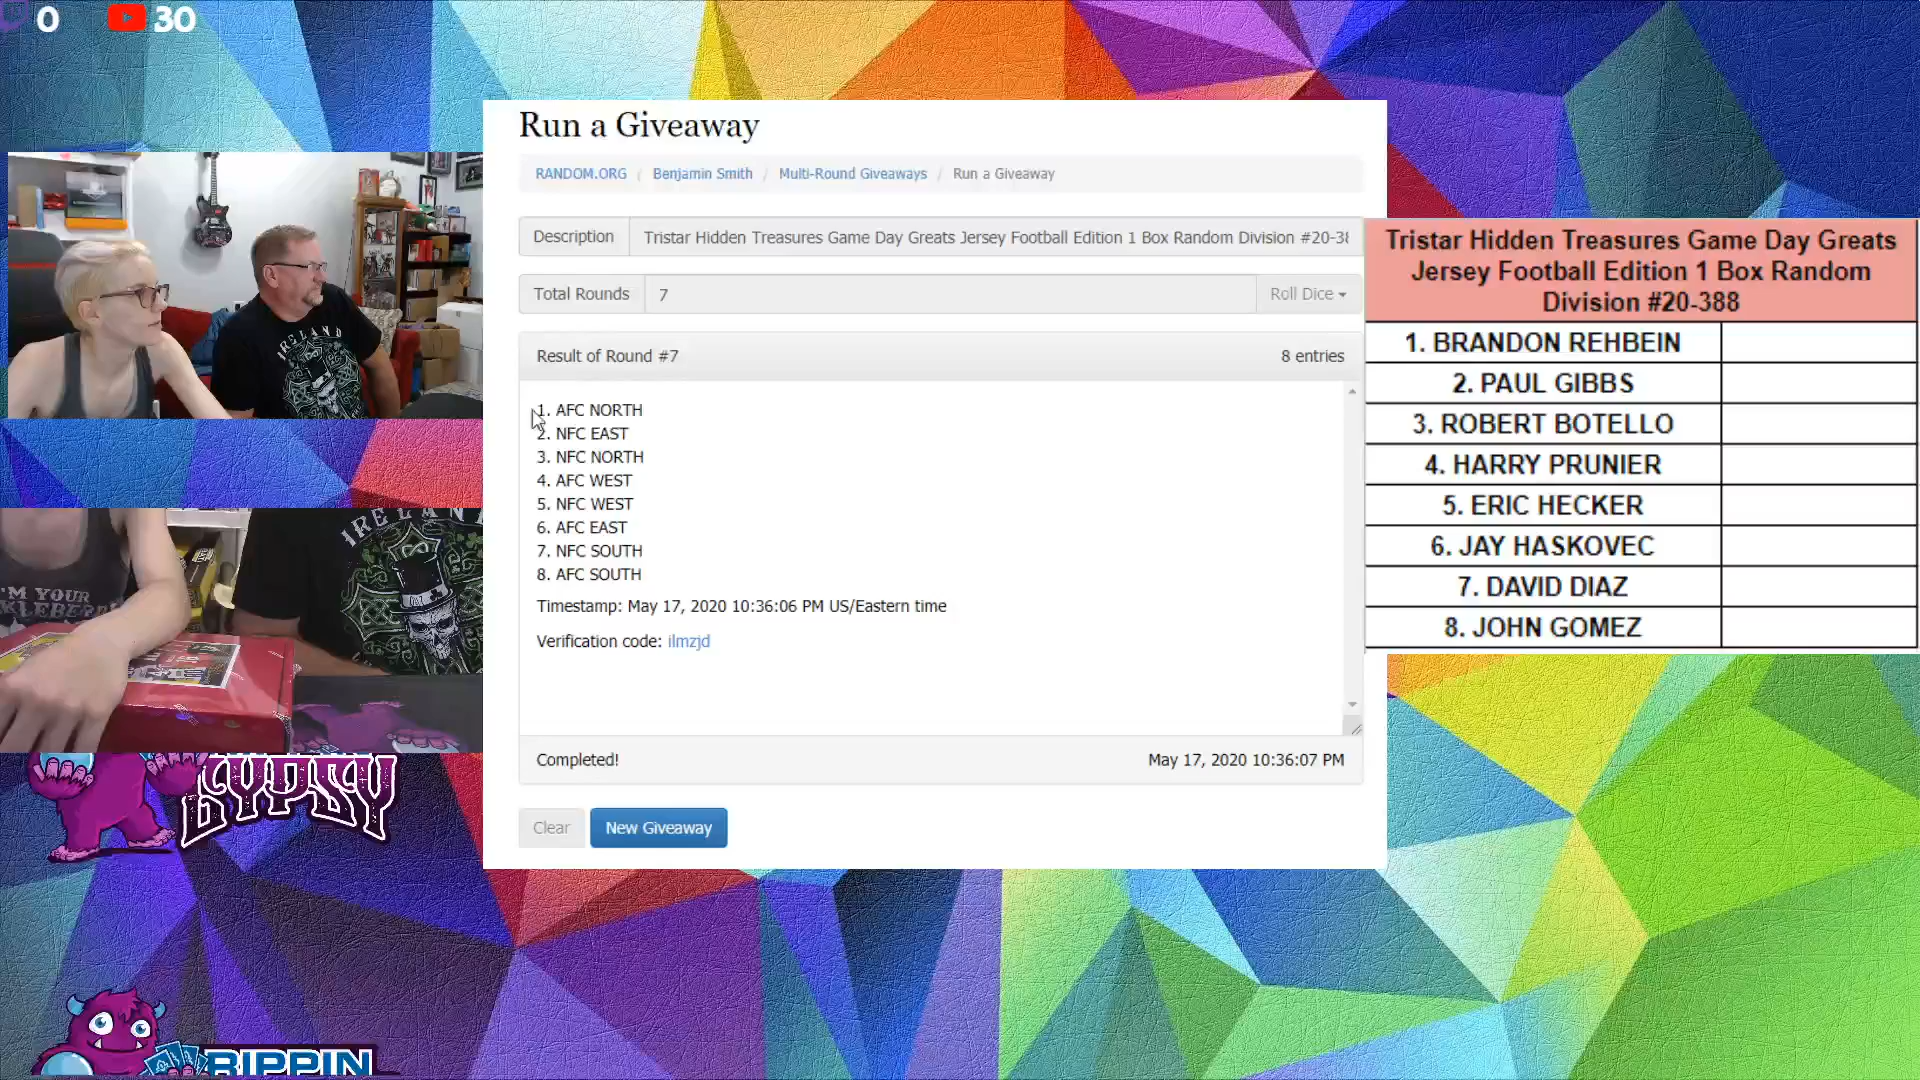 0 30
Run a Giveaway
RANDOM.ORG / Benjamin Smith / Multi-Round Giveaways / Run a Giveaway
Description Tristar Hidden Treasures Game Day Greats Jersey Football Edition 1 Box Random Division #20-38
Total Rounds 7 Roll Dice
Result of Round #7 8 entries
1. AFC NORTH
2. NFC EAST
3. NFC NORTH
4. AFC WEST
5. NFC WEST
6. AFC EAST
7. NFC SOUTH
8. AFC SOUTH
Timestamp: May 17, 2020 10:36:06 PM US/Eastern time
Verification code: ilmzjd
Completed! May 17, 2020 10:36:07 PM
Clear New Giveaway
Tristar Hidden Treasures Game Day Greats
Jersey Football Edition 1 Box Random
Division #20-388
1. BRANDON REHBEIN
2. PAUL GIBBS
3. ROBERT BOTELLO
4. HARRY PRUNIER
5. ERIC HECKER
6. JAY HASKOVEC
7. DAVID DIAZ
8. JOHN GOMEZ
IRELAND
IRELAND
I'M YOUR
GYPSY
RIPPIN